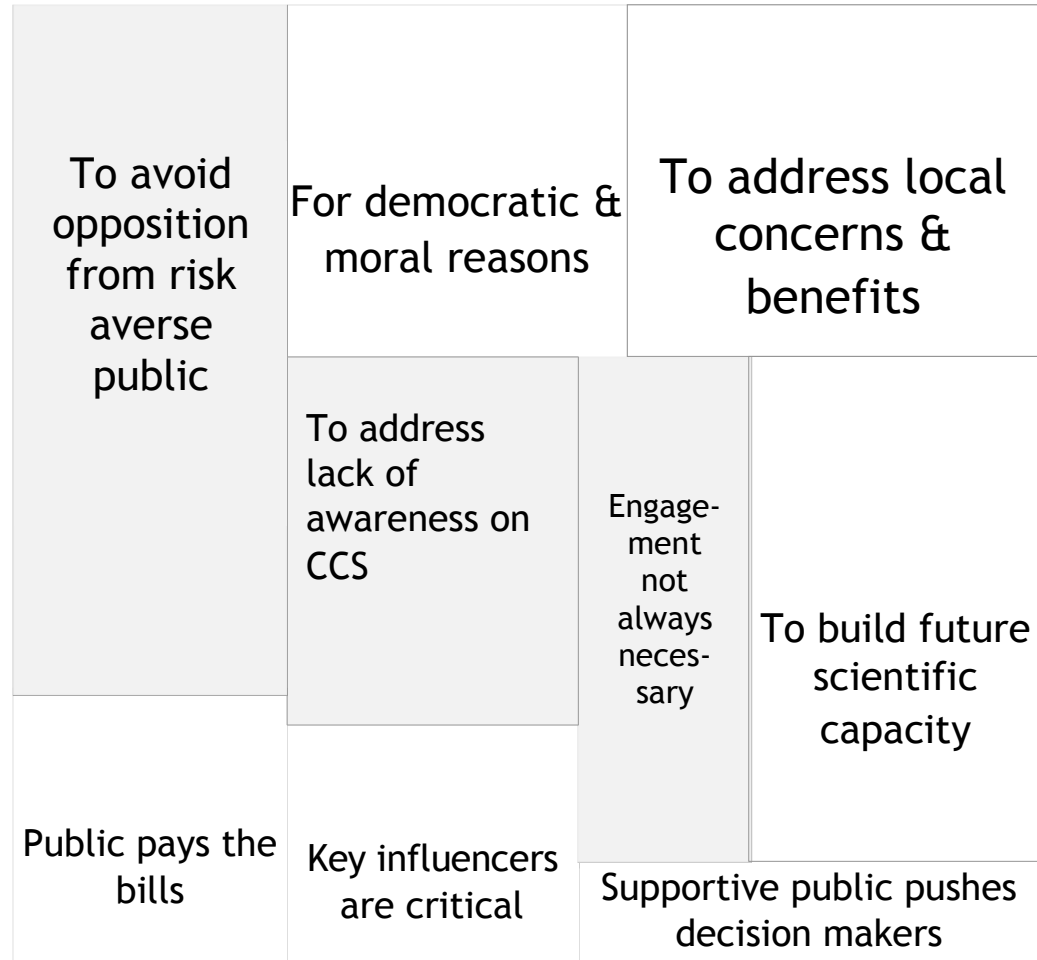 To avoid
opposition
from risk
averse
public
For democratic &
moral reasons
To address local
concerns &
benefits
To address
lack of
awareness on
CCS
Engage-
ment
not
always
neces-
sary
To build future
scientific
capacity
Public pays the
bills
Key influencers
are critical
Supportive public pushes
decision makers